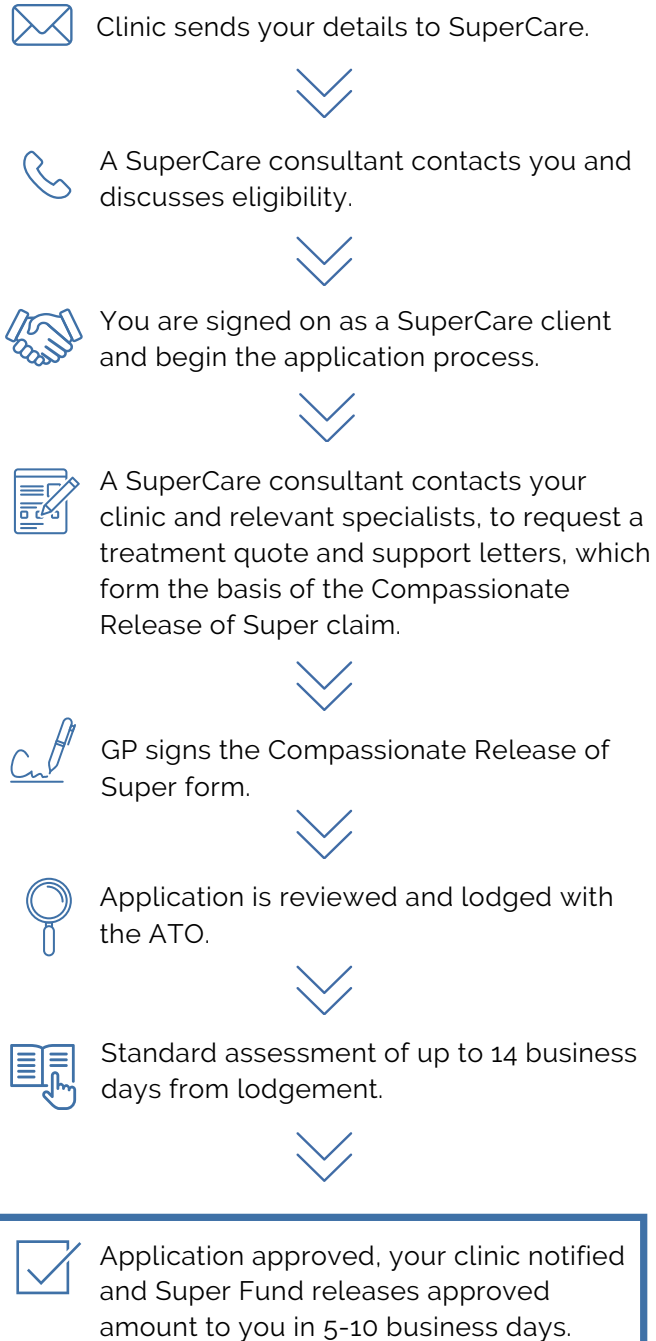 Clinic sends your details to SuperCare.
A SuperCare consultant contacts you and
discusses eligibility.
You are signed on as a SuperCare client
and begin the application process.
A SuperCare consultant contacts your
clinic and relevant specialists, to request a
treatment quote and support letters, which
form the basis of the Compassionate
Release of Super claim.
GP signs the Compassionate Release of
Super form.
Application is reviewed and lodged with
the ATO.
Standard assessment of up to 14 business
days from lodgement.
Application approved, your clinic notified
and Super Fund releases approved
amount to you in 5-10 business days.